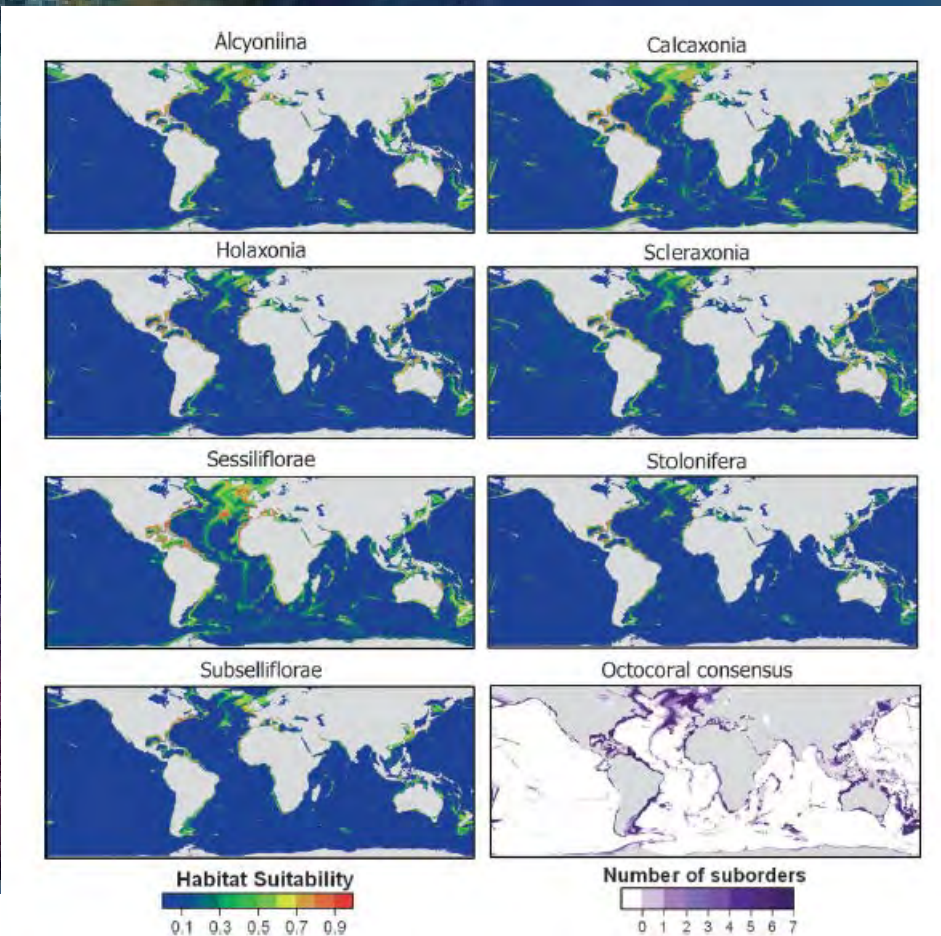 Alcyoniina
Calcaxonia
Holaxonia
Scleraxonia
Sessiliflorae
Stolonifera
Subselliflorae
Octocoral consensus
Habitat Suitability
0.1 0.3 0.5 0.7 0.9
Number of suborders
0 1 2 3 4 5 6 7